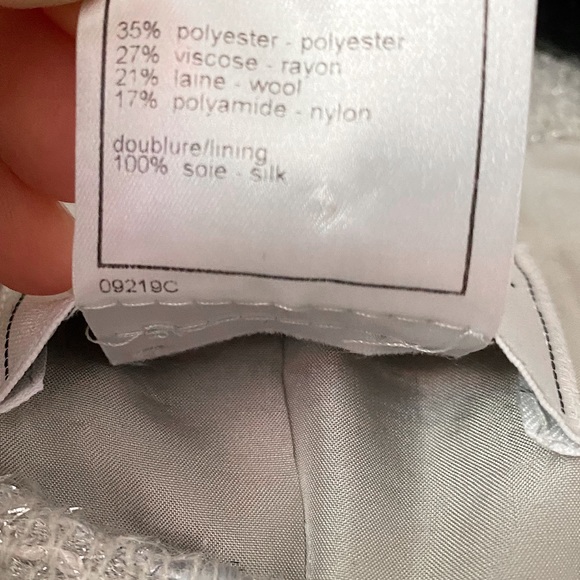 35% polyester - polyester
27% viscose - rayon
21% laine - wool
17% polyamide - nylon
doublure/lining
100% soie - silk
09219C